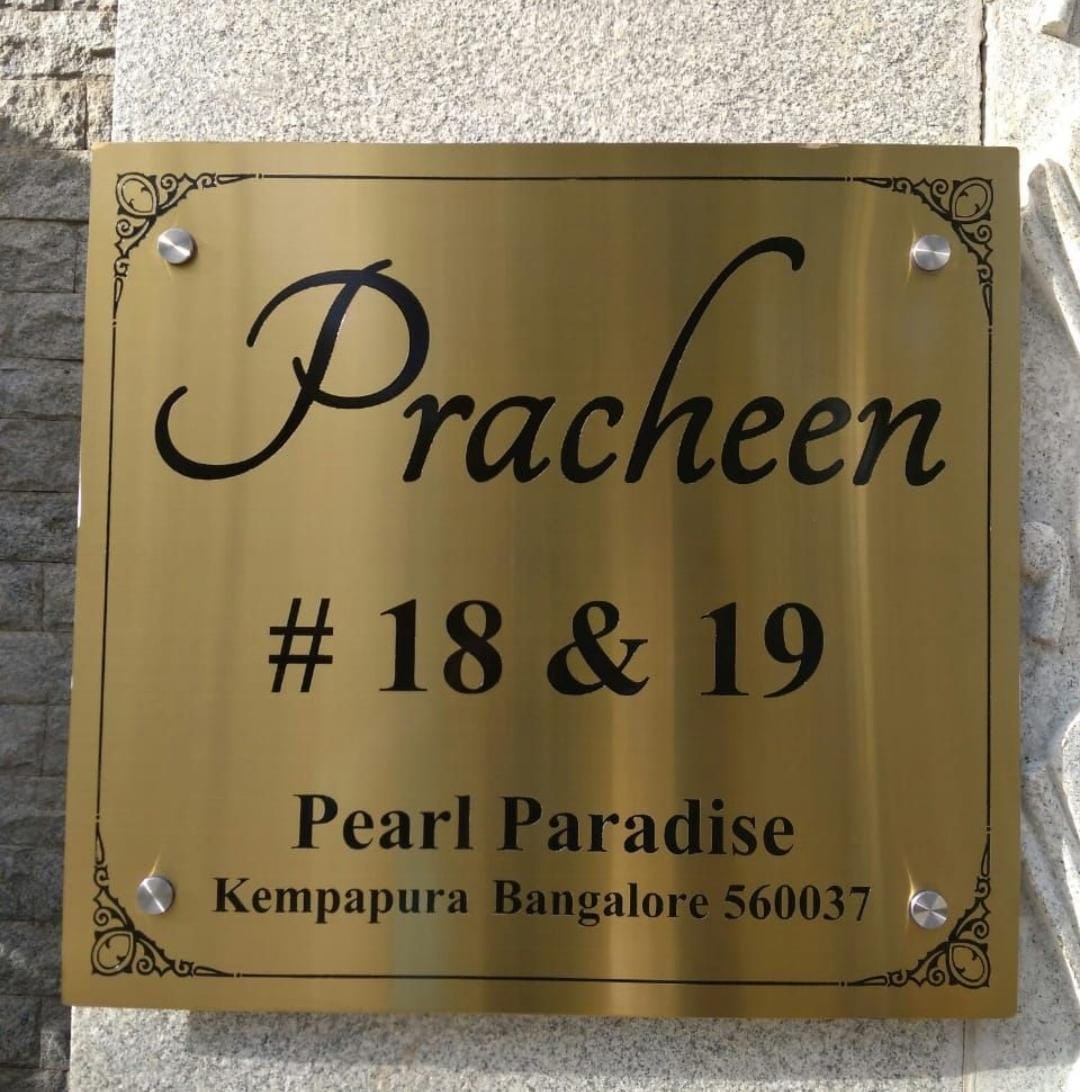 Pracheen
# 18 & 19
Pearl Paradise
Kempapura Bangalore 560037